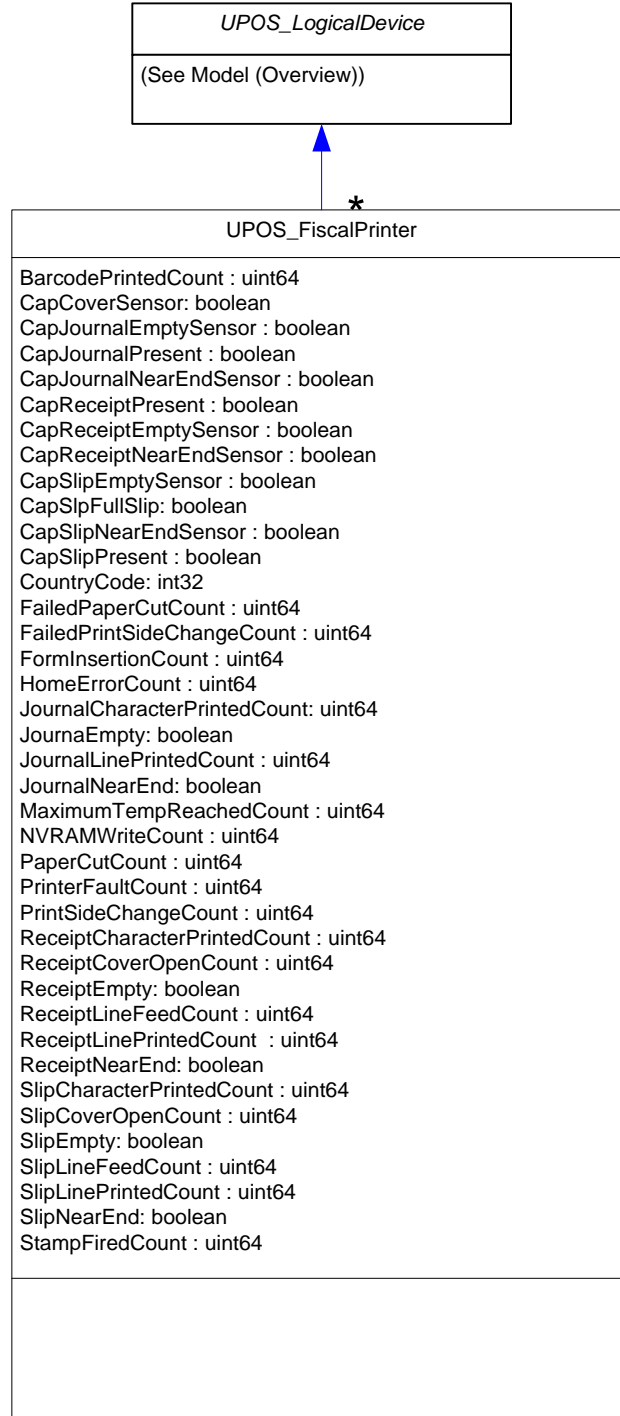 UPOS_LogicalDevice
(See Model (Overview))
*
UPOS_FiscalPrinter
BarcodePrintedCount : uint64
CapCoverSensor: boolean
CapJournalEmptySensor : boolean
CapJournalPresent : boolean
CapJournalNearEndSensor : boolean
CapReceiptPresent : boolean
CapReceiptEmptySensor : boolean
CapReceiptNearEndSensor : boolean
CapSlipEmptySensor : boolean
CapSlpFullSlip: boolean
CapSlipNearEndSensor : boolean
CapSlipPresent : boolean
CountryCode: int32
FailedPaperCutCount : uint64
FailedPrintSideChangeCount : uint64
FormInsertionCount : uint64
HomeErrorCount : uint64
JournalCharacterPrintedCount: uint64
JournaEmpty: boolean
JournalLinePrintedCount : uint64
JournalNearEnd: boolean
MaximumTempReachedCount : uint64
NVRAMWriteCount : uint64
PaperCutCount : uint64
PrinterFaultCount : uint64
PrintSideChangeCount : uint64
ReceiptCharacterPrintedCount : uint64
ReceiptCoverOpenCount : uint64
ReceiptEmpty: boolean
ReceiptLineFeedCount : uint64
ReceiptLinePrintedCount  : uint64
ReceiptNearEnd: boolean
SlipCharacterPrintedCount : uint64
SlipCoverOpenCount : uint64
SlipEmpty: boolean
SlipLineFeedCount : uint64
SlipLinePrintedCount : uint64
SlipNearEnd: boolean
StampFiredCount : uint64